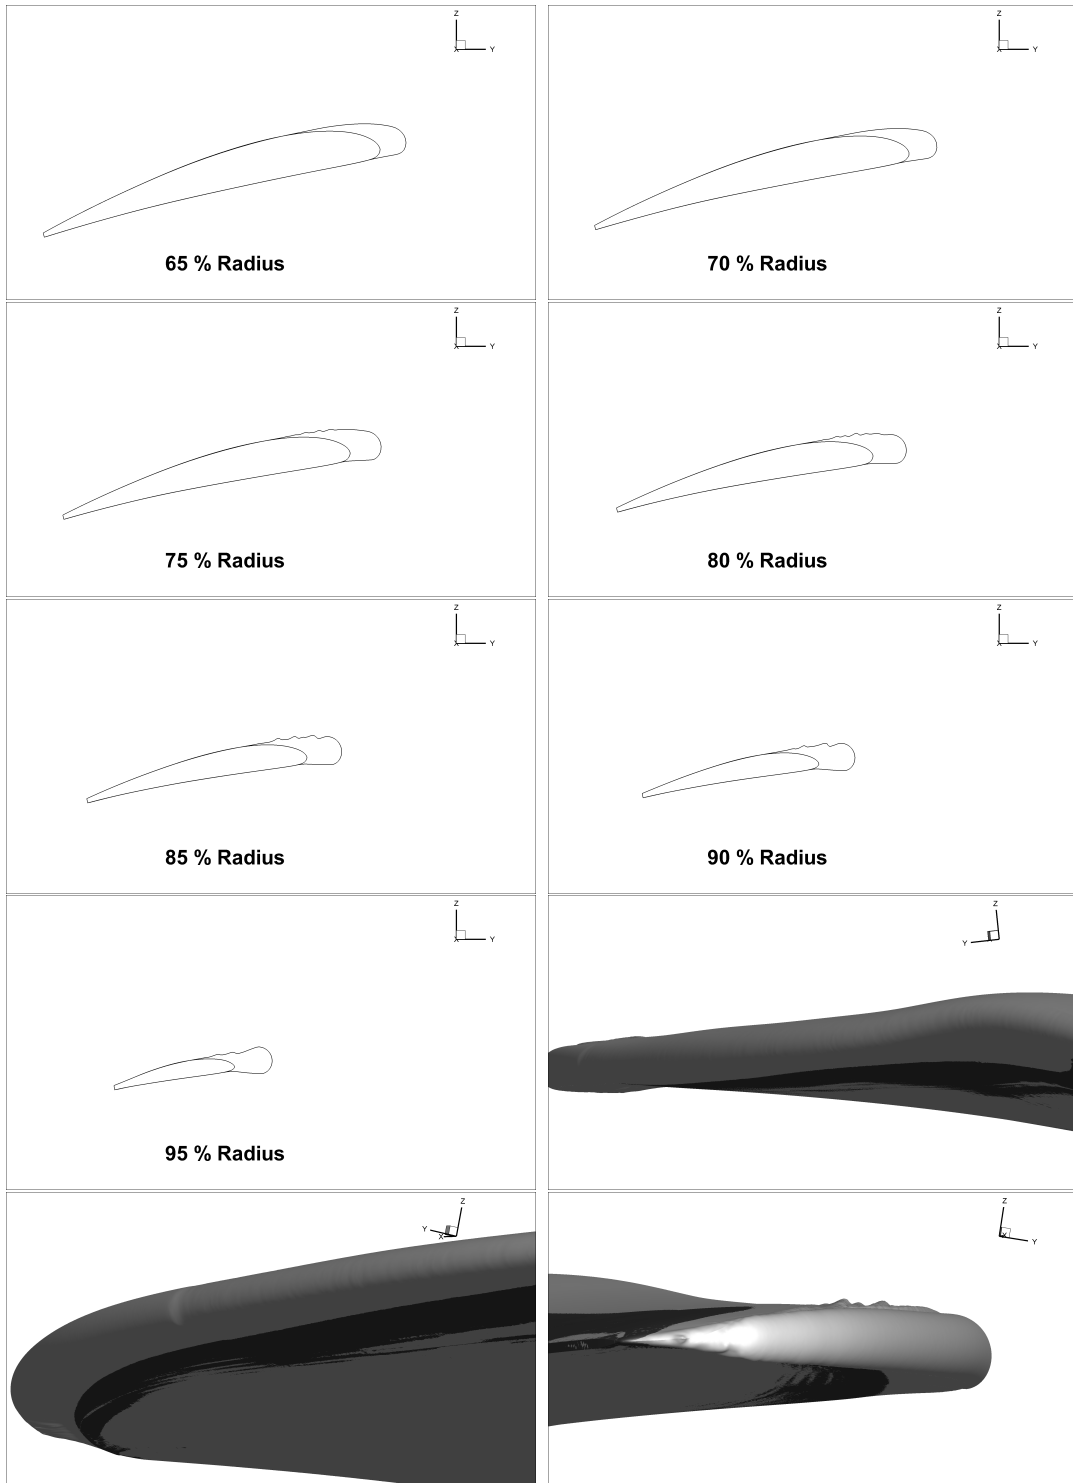 Z
X Y
65 % Radius
Z
X Y
70 % Radius
Z
X Y
75 % Radius
Z
X Y
80 % Radius
Z
X Y
85 % Radius
Z
X Y
90 % Radius
Z
X Y
95 % Radius
Z
Y
Z
Y
X
Z
X Y